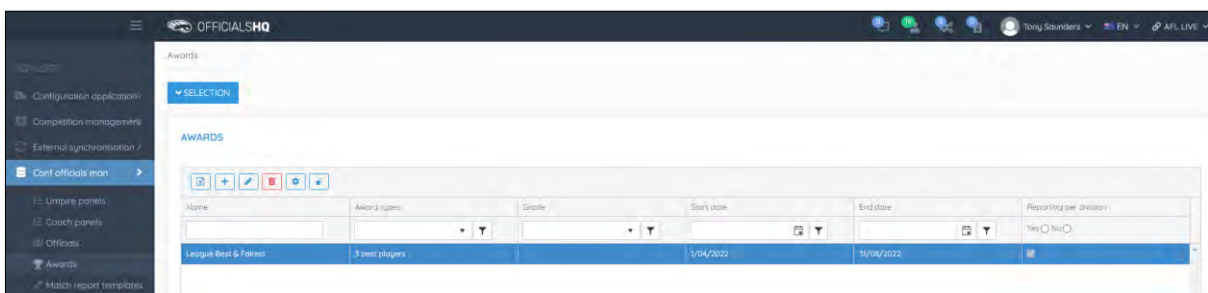 OFFICIALSHQ
Tony Saunders
EN
AFL LIVE
Awards
SELECTION
Configuration application
Competition management
External synchronisation
Conf officials man
Umpire panels
Coach panels
Officials
Awards
Match report templates
AWARDS
Name Award types Grade Start date End date Reporting per division
Yes No
League Best & Fairest 3 best players 1/04/2022 31/08/2022